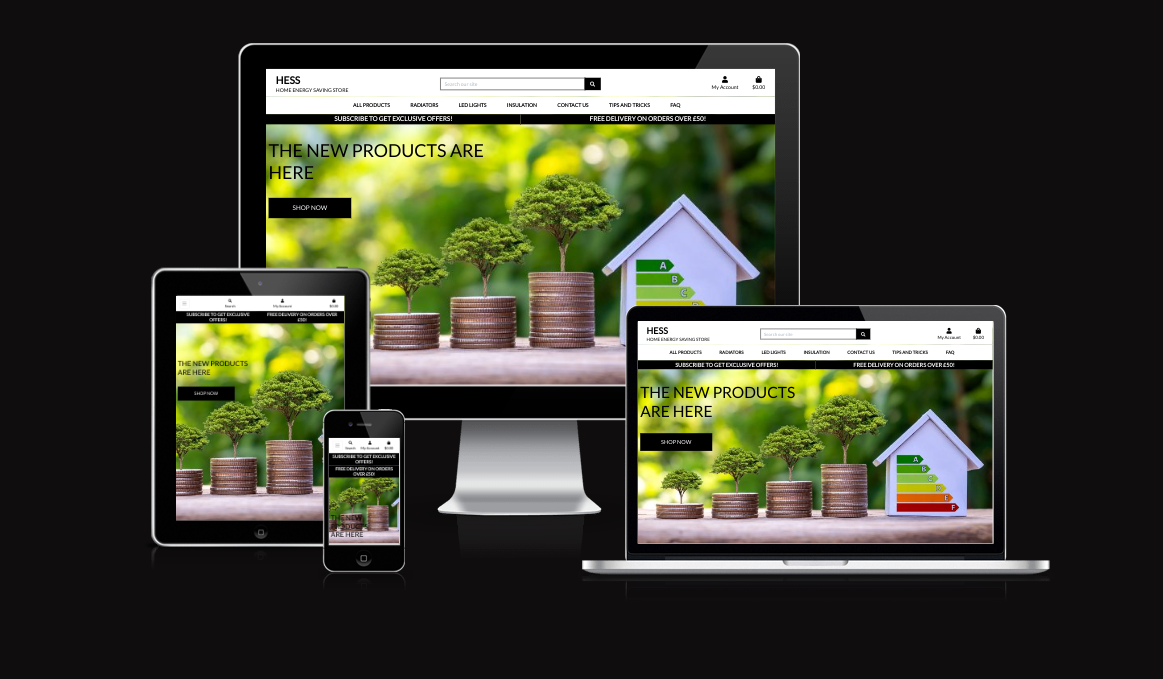 HESS
HOME ENERGY SAVING STORE
Search our site
My Account
$0.00
ALL PRODUCTS RADIATORS LED LIGHTS INSULATION CONTACT US TIPS AND TRICKS FAQ
SUBSCRIBE TO GET EXCLUSIVE OFFERS! FREE DELIVERY ON ORDERS OVER £50!
THE NEW PRODUCTS ARE
HERE
SHOP NOW
A
B
C
Search My Account $0.00
SUBSCRIBE TO GET EXCLUSIVE
OFFERS!
FREE DELIVERY ON ORDERS OVER
£50!
THE NEW PRODUCTS
ARE HERE
SHOP NOW
Search My Account $0.00
SUBSCRIBE TO GET EXCLUSIVE
OFFERS!
FREE DELIVERY ON ORDERS
OVER £50!
THE NEW
PRODUCTS
ARE HERE
HESS
HOME ENERGY SAVING STORE
Search our site
My Account
$0.00
ALL PRODUCTS RADIATORS LED LIGHTS INSULATION CONTACT US TIPS AND TRICKS FAQ
SUBSCRIBE TO GET EXCLUSIVE OFFERS! FREE DELIVERY ON ORDERS OVER £50!
THE NEW PRODUCTS
ARE HERE
SHOP NOW
A
B
C
D
E
F